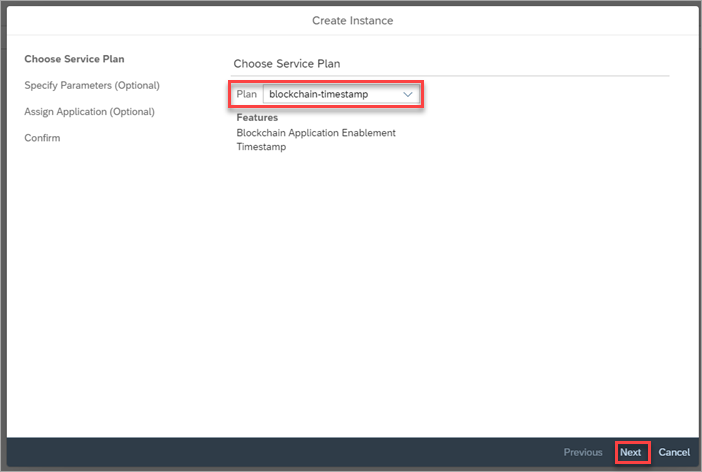 Create Instance
Choose Service Plan
Specify Parameters (Optional)
Assign Application (Optional)
Confirm
Choose Service Plan
Plan blockchain-timestamp
Features
Blockchain Application Enablement
Timestamp
Previous Next Cancel